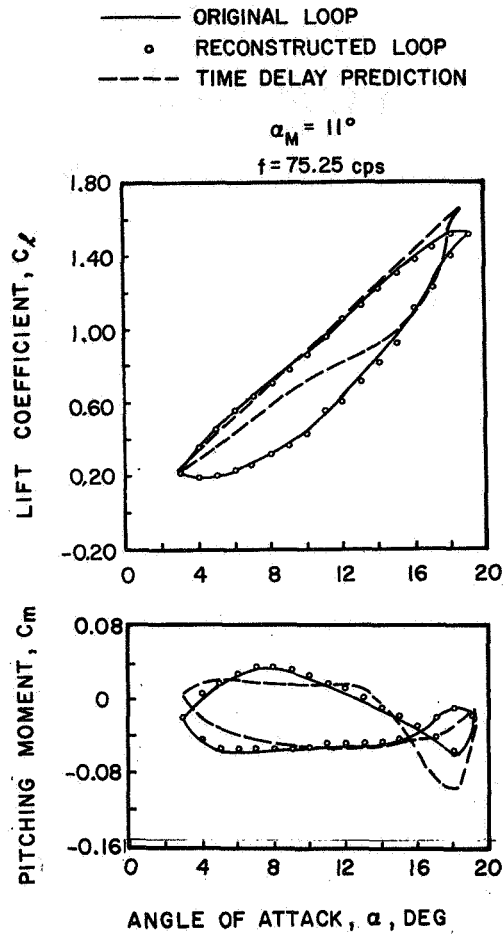 ORIGINAL LOOP
RECONSTRUCTED LOOP
TIME DELAY PREDICTION
αM = 11°
f = 75.25 cps
LIFT COEFFICIENT, Cℓ
1.80
1.40
1.00
0.60
0.20
-0.20
0 4 8 12 16 20
PITCHING MOMENT, Cm
0.08
0
-0.08
-0.16
0 4 8 12 16 20
ANGLE OF ATTACK, α, DEG